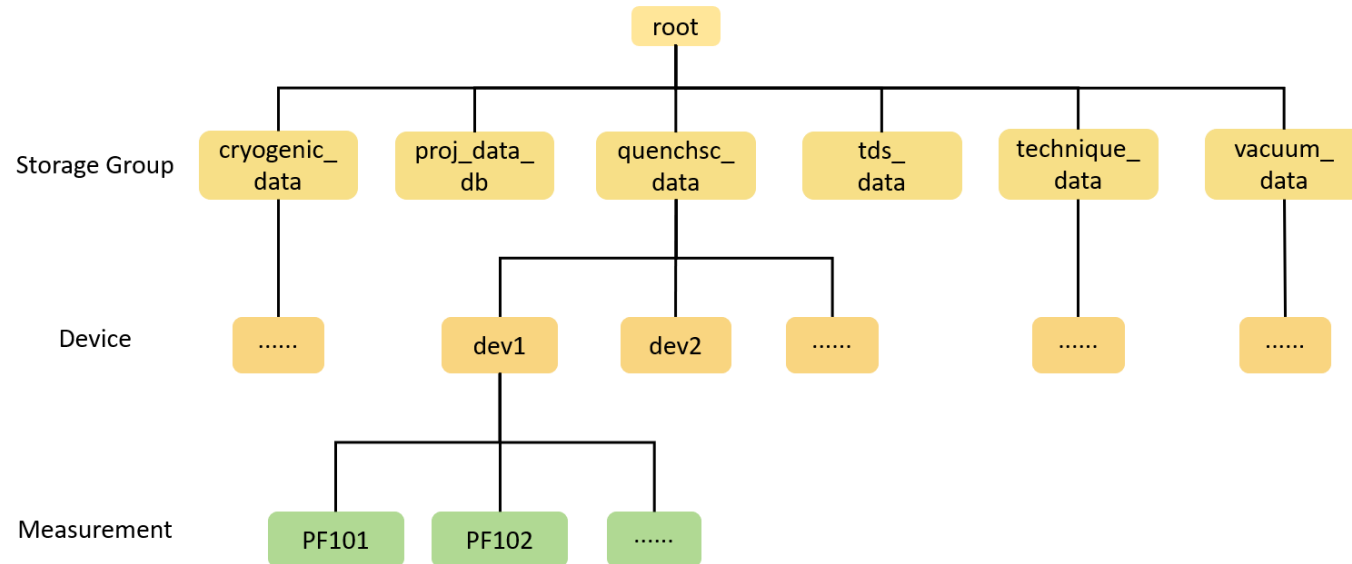 root
Storage Group
cryogenic_
data
proj_data_
db
quenchsc_
data
tds_
data
technique_
data
vacuum_
data
Device
······
dev1
dev2
······
······
······
Measurement
PF101
PF102
······